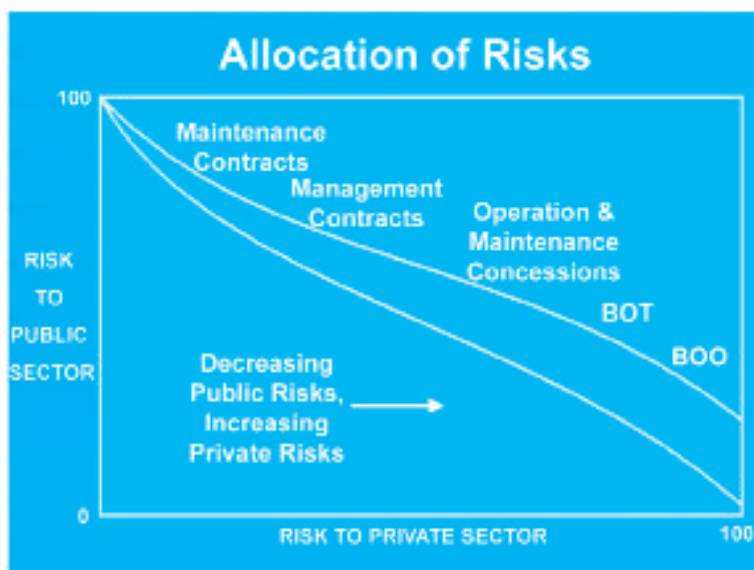 Allocation of Risks
100
Maintenance
Contracts
Management
Contracts
Operation &
Maintenance
Concessions
BOT
BOO
RISK
TO
PUBLIC
SECTOR
Decreasing
Public Risks,
Increasing
Private Risks
0
RISK TO PRIVATE SECTOR
100